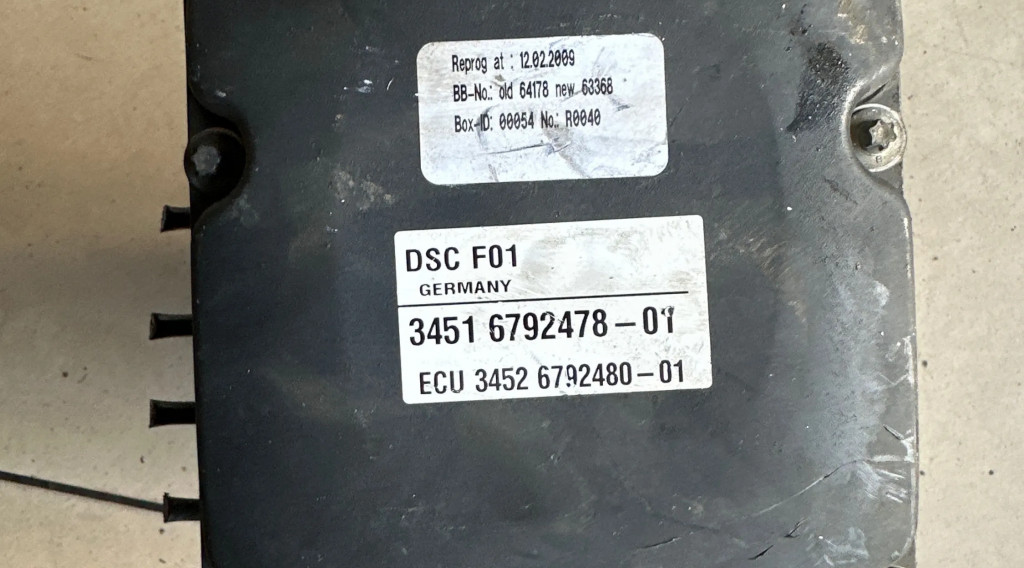 Reprog at : 12.02.2009
BB-No.: old 64178 new 63368
Box-ID: 00054 No.: R0040
DSC F01
GERMANY
3451 6792478-01
ECU 3452 6792480-01